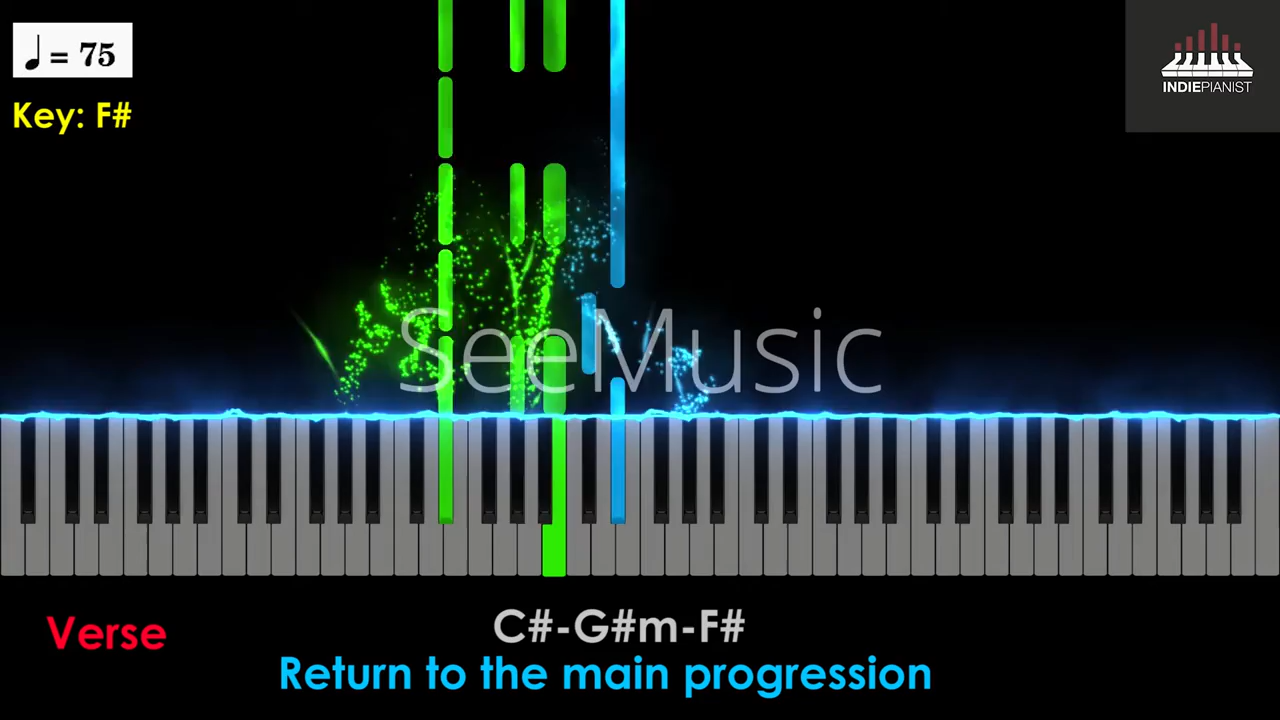 ♩ = 75
Key: F#
INDIEPIANIST
SeeMusic
Verse
C#-G#m-F#
Return to the main progression